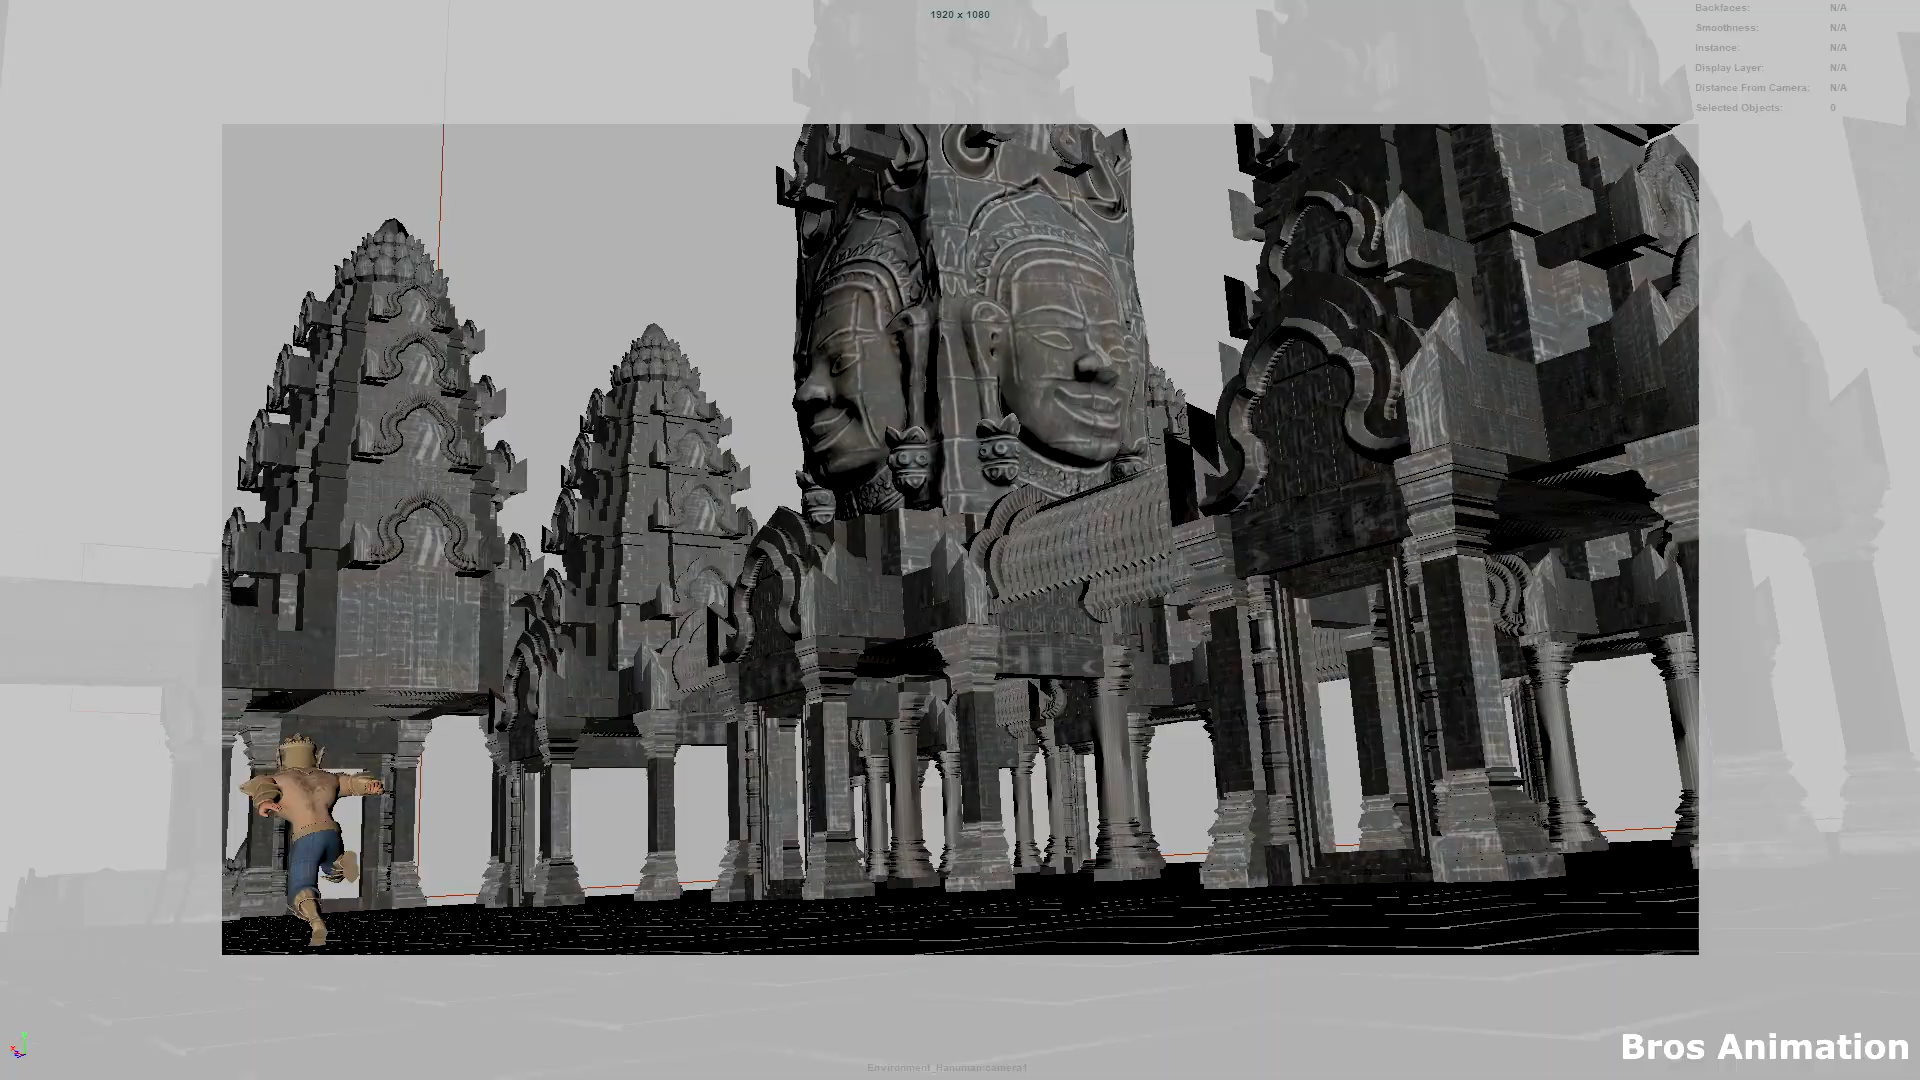 1920 x 1080
Backfaces: N/A
Smoothness: N/A
Instance: N/A
Display Layer: N/A
Distance From Camera: N/A
Selected Objects: 0
Environment_Hanuman:camera1
Bros Animation